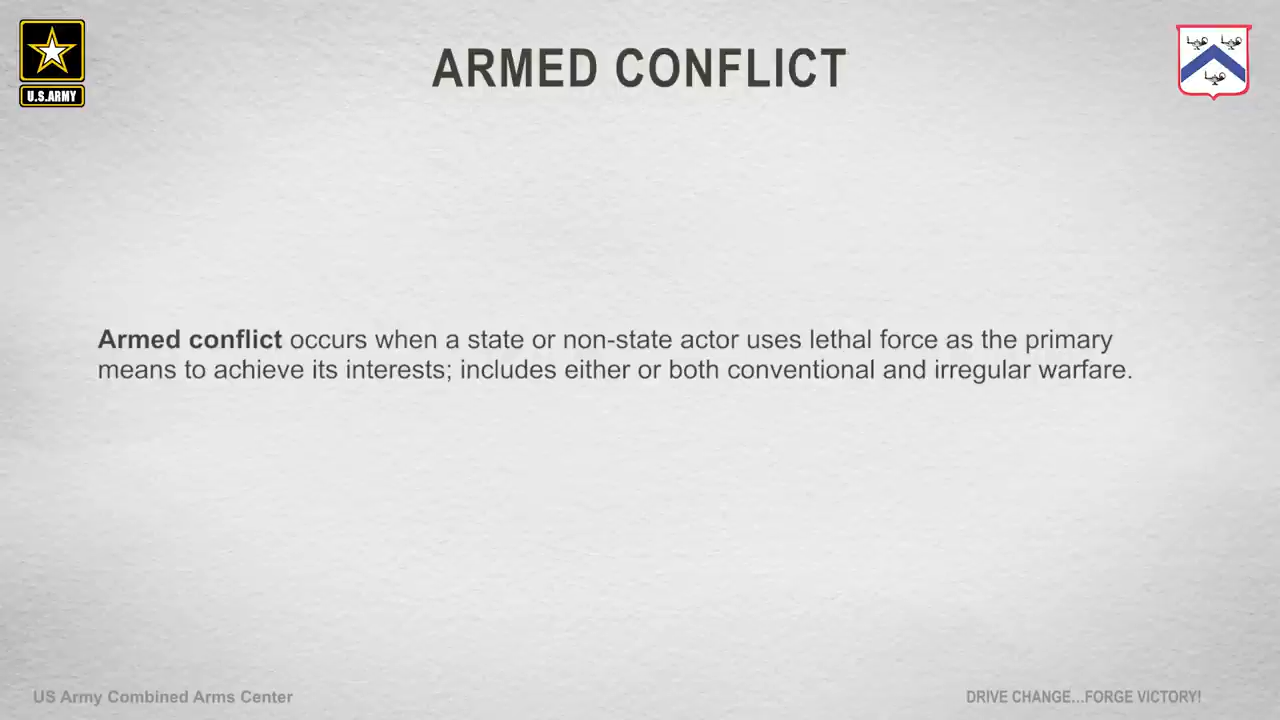 ARMED CONFLICT
U.S.ARMY
Armed conflict occurs when a state or non-state actor uses lethal force as the primary
means to achieve its interests; includes either or both conventional and irregular warfare.
US Army Combined Arms Center
DRIVE CHANGE...FORGE VICTORY!